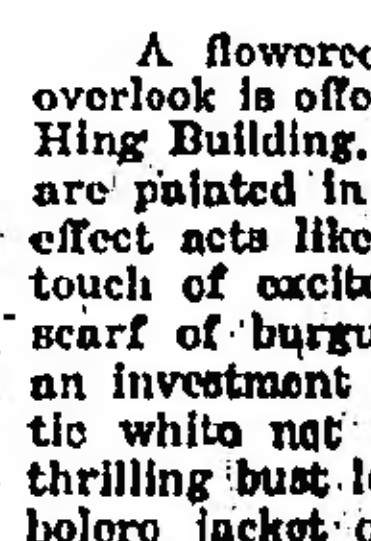 A flowered
overlook is offe
Hing Building.
are painted in
effect acts like
touch of excite
scarf of burgu
an investment
tic white not
thrilling bust l
bolero jacket o